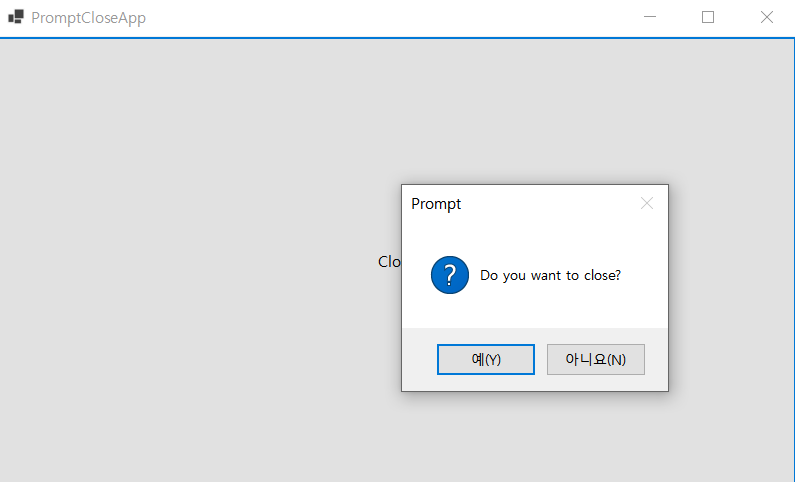 PromptCloseApp
Prompt
Clo
Do you want to close?
예(Y)
아니요(N)